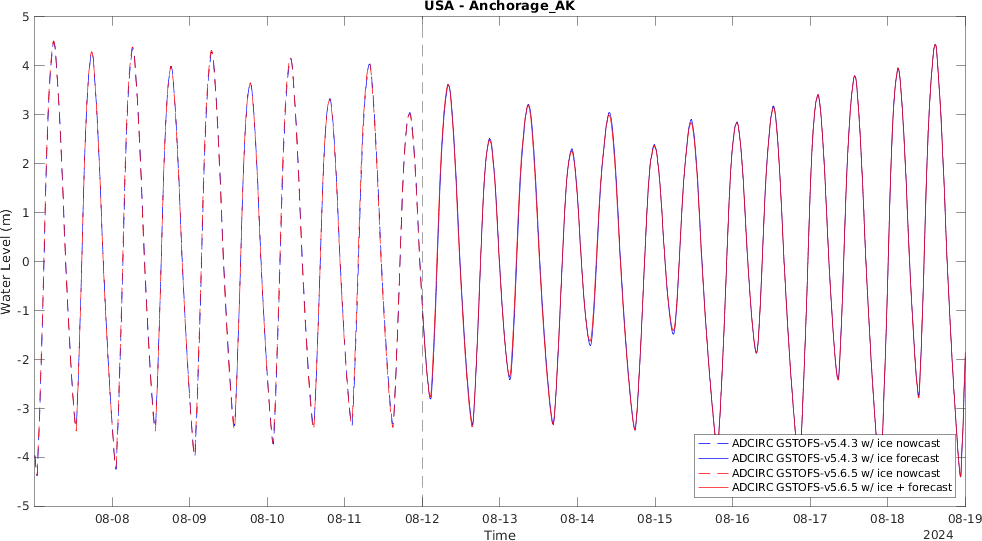 USA - Anchorage_AK
5
4
3
2
1
0
-1
-2
-3
-4
-5
Water Level (m)
ADCIRC GSTOFS-v5.4.3 w/ ice nowcast
ADCIRC GSTOFS-v5.4.3 w/ ice forecast
ADCIRC GSTOFS-v5.6.5 w/ ice nowcast
ADCIRC GSTOFS-v5.6.5 w/ ice + forecast
08-08 08-09 08-10 08-11 08-12 08-13 08-14 08-15 08-16 08-17 08-18 08-19
Time
2024